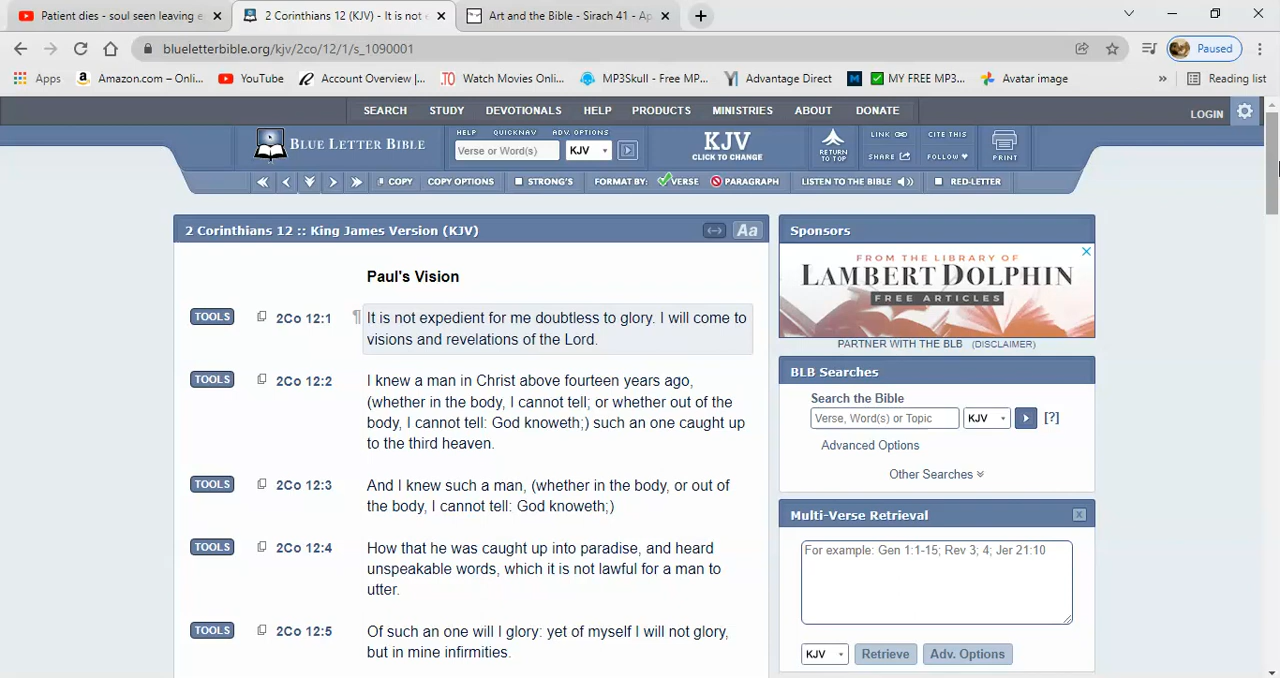 Patient dies - soul seen leaving e
2 Corinthians 12 (KJV) - It is not e
Art and the Bible - Sirach 41 - Ap
blueletterbible.org/kjv/2co/12/1/s_1090001
Paused
Apps
Amazon.com – Onli...
YouTube
Account Overview |...
Watch Movies Onli...
MP3Skull - Free MP...
Advantage Direct
MY FREE MP3...
Avatar image
»
Reading list
SEARCH STUDY DEVOTIONALS HELP PRODUCTS MINISTRIES ABOUT DONATE
LOGIN
BLUE LETTER BIBLE
HELP QUICKNAV ADV. OPTIONS
Verse or Word(s)
KJV
KJV
CLICK TO CHANGE
RETURN
TO TOP
LINK
CITE THIS
SHARE
FOLLOW
PRINT
COPY
COPY OPTIONS
STRONG'S
FORMAT BY:
VERSE
PARAGRAPH
LISTEN TO THE BIBLE
RED-LETTER
2 Corinthians 12 :: King James Version (KJV)
Aa
Paul's Vision
TOOLS 2Co 12:1 ¶ It is not expedient for me doubtless to glory. I will come to
visions and revelations of the Lord.
TOOLS 2Co 12:2 I knew a man in Christ above fourteen years ago,
(whether in the body, I cannot tell; or whether out of the
body, I cannot tell: God knoweth;) such an one caught up
to the third heaven.
TOOLS 2Co 12:3 And I knew such a man, (whether in the body, or out of
the body, I cannot tell: God knoweth;)
TOOLS 2Co 12:4 How that he was caught up into paradise, and heard
unspeakable words, which it is not lawful for a man to
utter.
TOOLS 2Co 12:5 Of such an one will I glory: yet of myself I will not glory,
but in mine infirmities.
Sponsors
FROM THE LIBRARY OF
LAMBERT DOLPHIN
FREE ARTICLES
PARTNER WITH THE BLB (DISCLAIMER)
BLB Searches
Search the Bible
Verse, Word(s) or Topic
KJV
[?]
Advanced Options
Other Searches
Multi-Verse Retrieval
X
For example: Gen 1:1-15; Rev 3; 4; Jer 21:10
KJV
Retrieve
Adv. Options